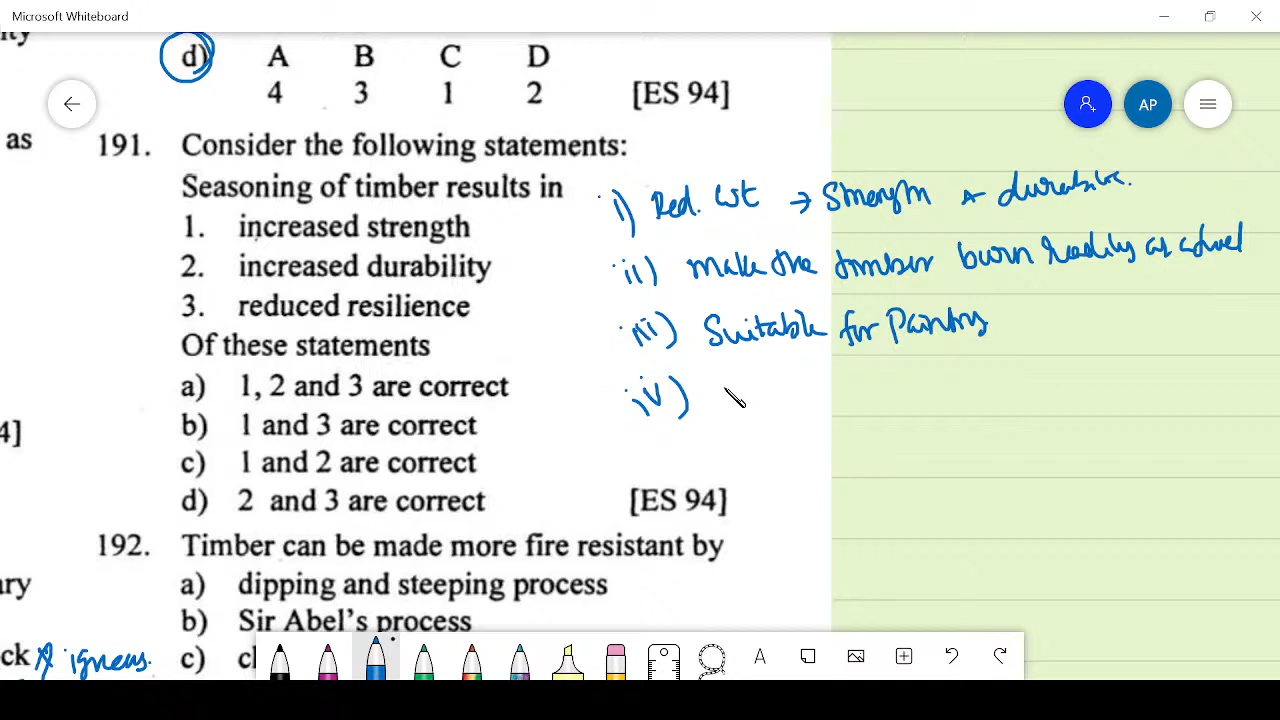 Microsoft Whiteboard
d) A B C D
4 3 1 2 [ES 94]
AP
as
191. Consider the following statements:
Seasoning of timber results in
1. increased strength
2. increased durability
3. reduced resilience
Of these statements
a) 1, 2 and 3 are correct
b) 1 and 3 are correct
c) 1 and 2 are correct
d) 2 and 3 are correct [ES 94]
i) Red. wt → Strength & durable.
ii) make the timber burn readily as a fuel
iii) Suitable for Painting
iv)
4]
192. Timber can be made more fire resistant by
a) dipping and steeping process
b) Sir Abel's process
c)
ary
ck igneous.
A